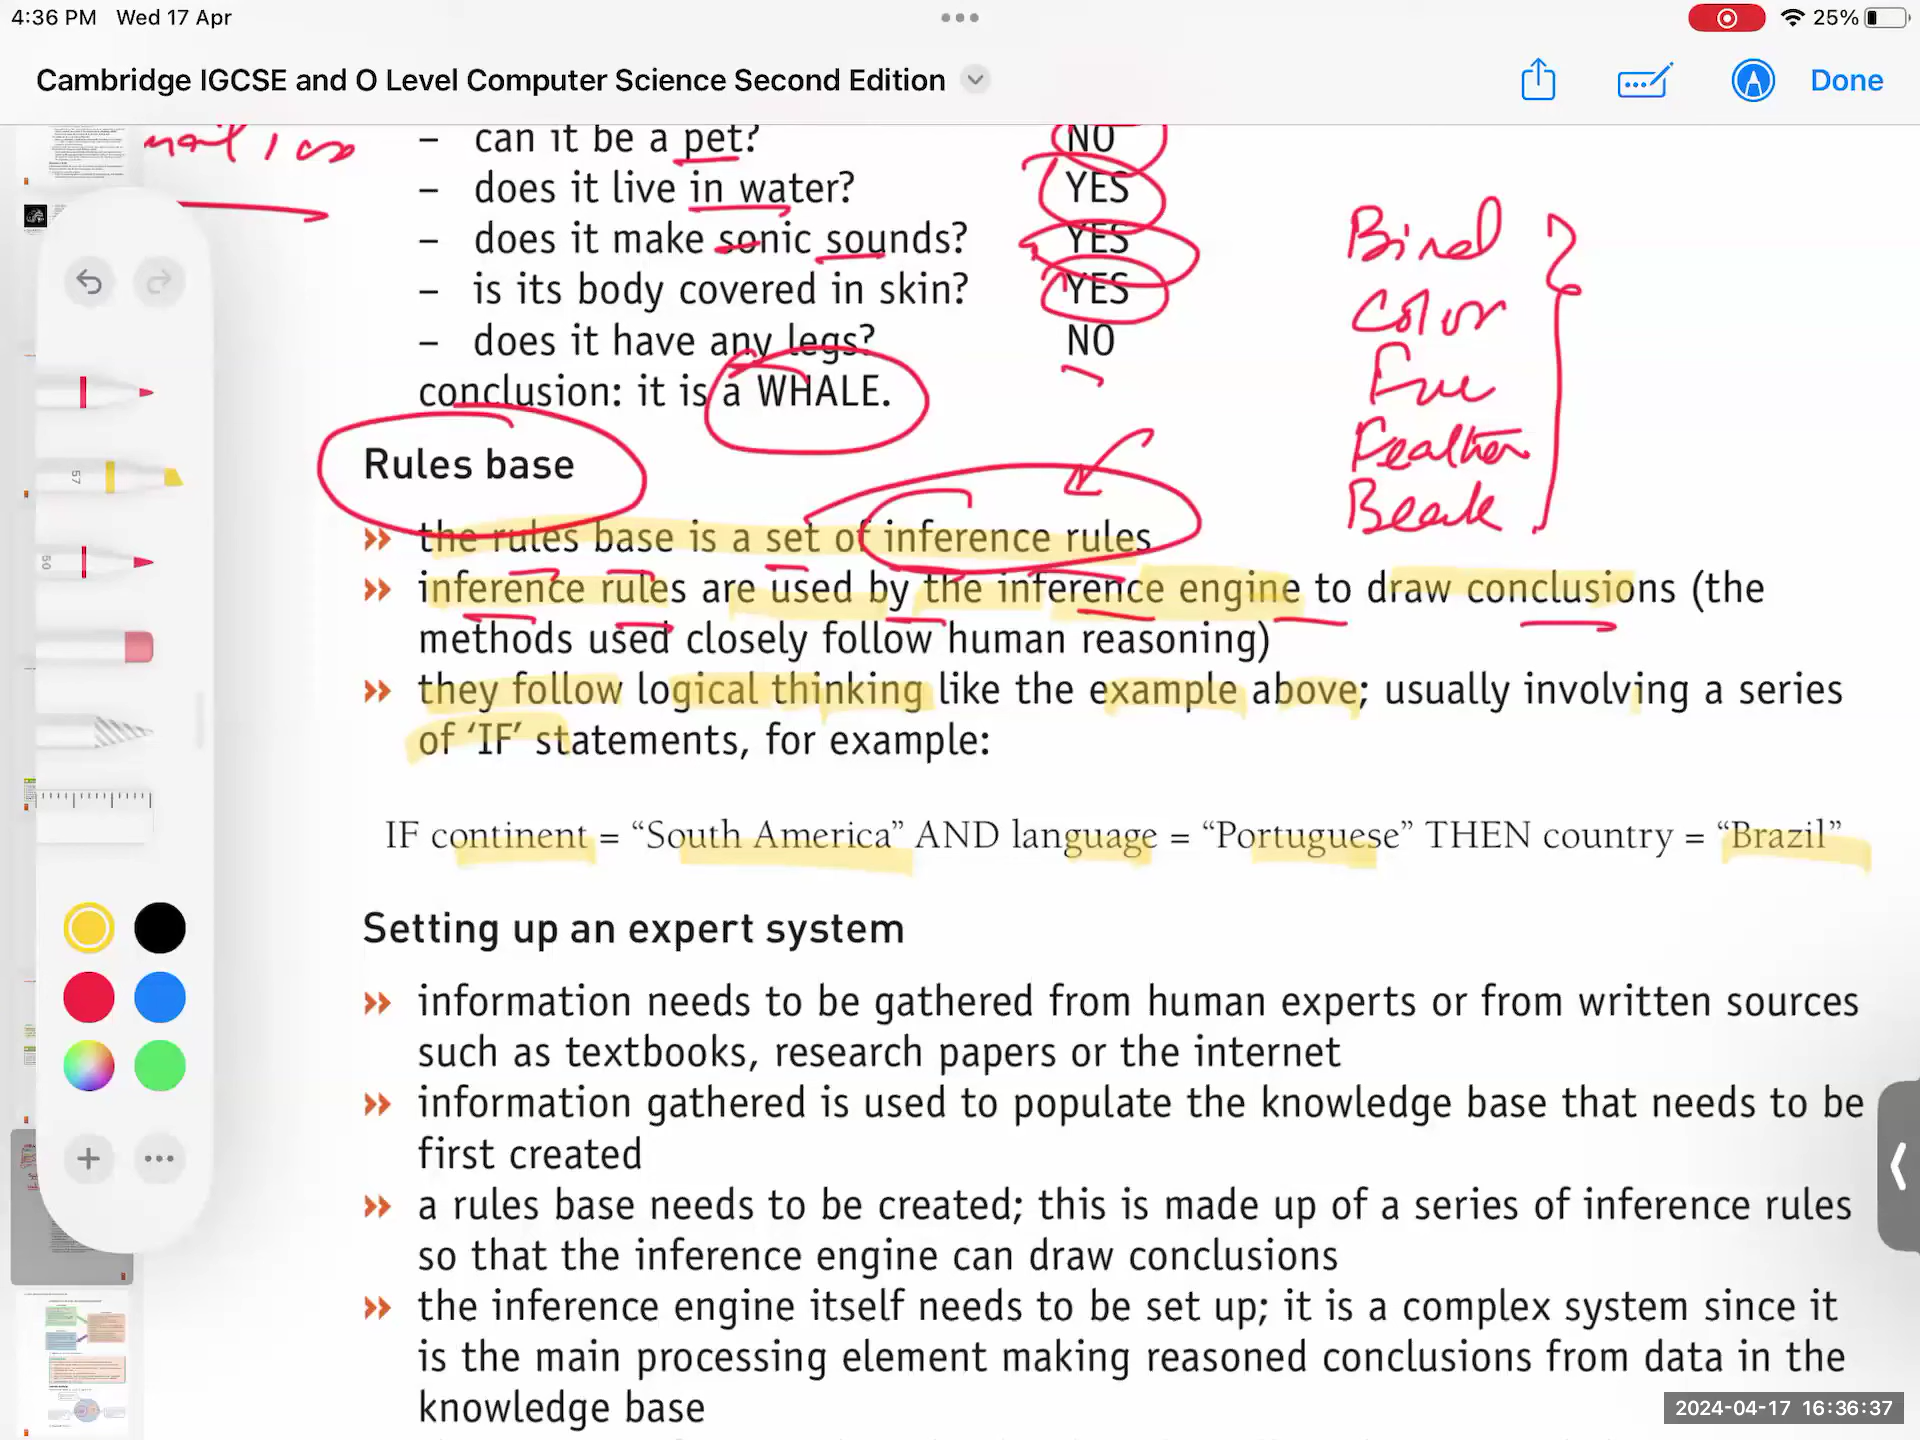 4:36 PM Wed 17 Apr
25%
Cambridge IGCSE and O Level Computer Science Second Edition
Done
– can it be a pet? NO
– does it live in water? YES
– does it make sonic sounds? YES
– is its body covered in skin? YES
– does it have any legs? NO
conclusion: it is a WHALE.
Bird
Color
Feather
Beak
Rules base
» the rules base is a set of inference rules
» inference rules are used by the inference engine to draw conclusions (the
methods used closely follow human reasoning)
» they follow logical thinking like the example above; usually involving a series
of ‘IF’ statements, for example:
IF continent = “South America” AND language = “Portuguese” THEN country = “Brazil”
Setting up an expert system
» information needs to be gathered from human experts or from written sources
such as textbooks, research papers or the internet
» information gathered is used to populate the knowledge base that needs to be
first created
» a rules base needs to be created; this is made up of a series of inference rules
so that the inference engine can draw conclusions
» the inference engine itself needs to be set up; it is a complex system since it
is the main processing element making reasoned conclusions from data in the
knowledge base
57
50
2024-04-17 16:36:37